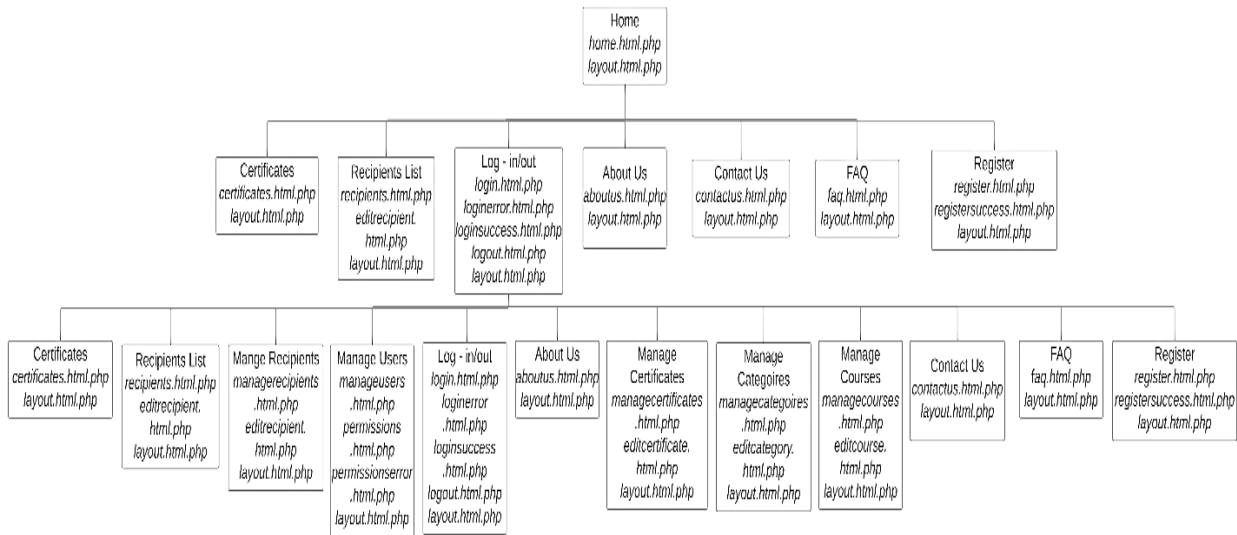 Home
home.html.php
layout.html.php
Certificates
certificates.html.php
layout.html.php
Recipients List
recipients.html.php
editrecipient.
html.php
layout.html.php
Log - in/out
login.html.php
loginerror.html.php
loginsuccess.html.php
logout.html.php
layout.html.php
About Us
aboutus.html.php
layout.html.php
Contact Us
contactus.html.php
layout.html.php
FAQ
faq.html.php
layout.html.php
Register
register.html.php
registersuccess.html.php
layout.html.php
Certificates
certificates.html.php
layout.html.php
Recipients List
recipients.html.php
editrecipient.
html.php
layout.html.php
Mange Recipients
managerecipients
.html.php
editrecipient.
html.php
layout.html.php
Manage Users
manageusers
.html.php
permissions
.html.php
permissionserror
.html.php
layout.html.php
Log - in/out
login.html.php
loginerror
.html.php
loginsuccess
.html.php
logout.html.php
layout.html.php
About Us
aboutus.html.php
layout.html.php
Manage
Certificates
managecertificates
.html.php
editcertificate.
html.php
layout.html.php
Manage
Categoires
managecategoires
.html.php
editcategory.
html.php
layout.html.php
Manage
Courses
managecourses
.html.php
editcourse.
html.php
layout.html.php
Contact Us
contactus.html.php
layout.html.php
FAQ
faq.html.php
layout.html.php
Register
register.html.php
registersuccess.html.php
layout.html.php